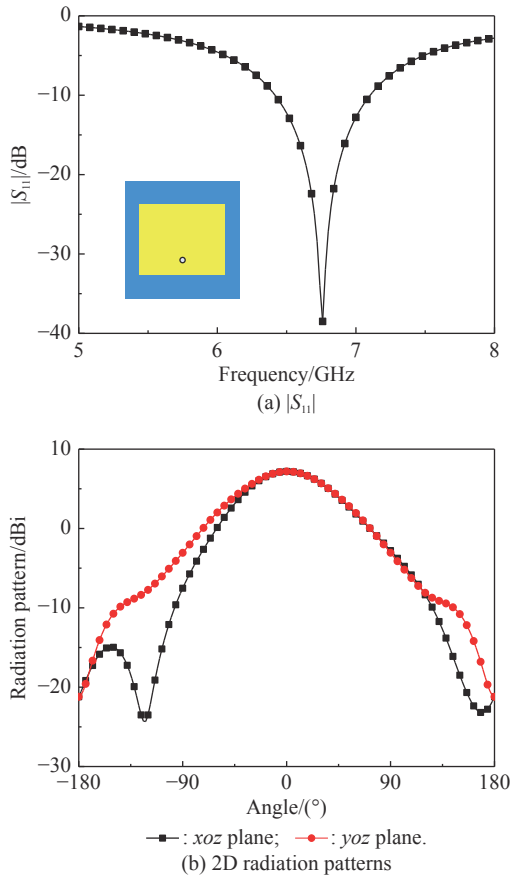 0
−10
−20
−30
−40
|S₁₁|/dB
5 6 7 8
Frequency/GHz
(a) |S₁₁|
10
0
−10
−20
−30
Radiation pattern/dBi
−180 −90 0 90 180
Angle/(°)
: xoz plane; : yoz plane.
(b) 2D radiation patterns